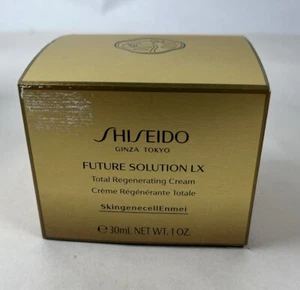 SHISEIDO
GINZA TOKYO
FUTURE SOLUTION LX
Total Regenerating Cream
Crème Régénérante Totale
SkingenecellEnmei
℮ 30mL NET WT. 1 OZ.